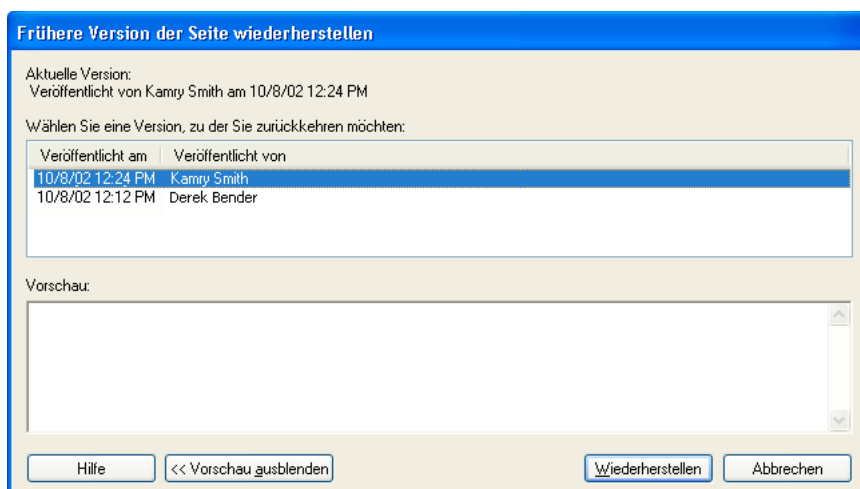 Frühere Version der Seite wiederherstellen
Aktuelle Version:
Veröffentlicht von Kamry Smith am 10/8/02 12:24 PM
Wählen Sie eine Version, zu der Sie zurückkehren möchten:
Veröffentlicht am Veröffentlicht von
10/8/02 12:24 PM Kamry Smith
10/8/02 12:12 PM Derek Bender
Vorschau:
Hilfe << Vorschau ausblenden Wiederherstellen Abbrechen